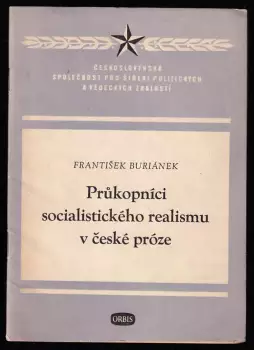 ČESKOSLOVENSKÁ
SPOLEČNOST PRO ŠÍŘENÍ POLITICKÝCH
A VĚDECKÝCH ZNALOSTÍ
FRANTIŠEK BURIÁNEK
Průkopníci
socialistického realismu
v české próze
ORBIS